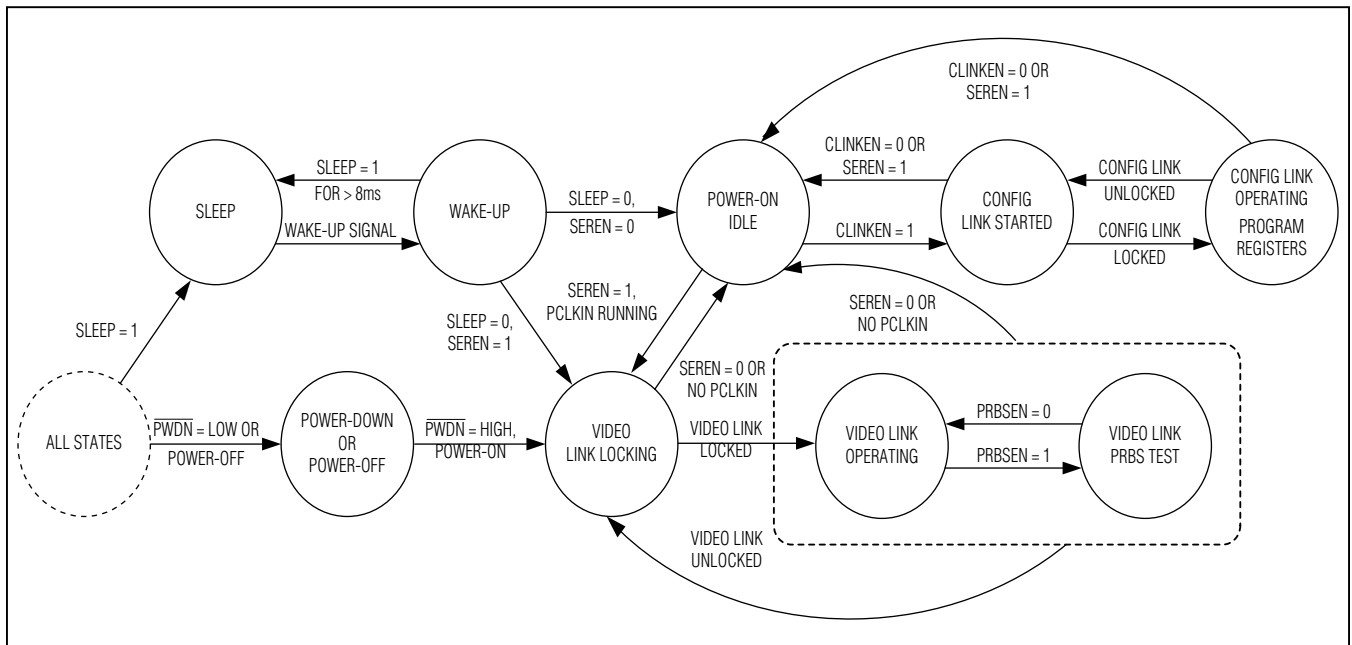 CLINKEN = 0 OR
SEREN = 1
SLEEP = 1
FOR > 8ms
SLEEP
WAKE-UP SIGNAL
WAKE-UP
SLEEP = 0,
SEREN = 0
POWER-ON
IDLE
CLINKEN = 0 OR
SEREN = 1
CLINKEN = 1
CONFIG
LINK STARTED
CONFIG LINK
UNLOCKED
CONFIG LINK
LOCKED
CONFIG LINK
OPERATING
PROGRAM
REGISTERS
SLEEP = 1
SLEEP = 0,
SEREN = 1
SEREN = 1,
PCLKIN RUNNING
SEREN = 0 OR
NO PCLKIN
SEREN = 0 OR
NO PCLKIN
ALL STATES
PWDN = LOW OR
POWER-OFF
POWER-DOWN
OR
POWER-OFF
PWDN = HIGH,
POWER-ON
VIDEO
LINK LOCKING
VIDEO LINK
LOCKED
VIDEO LINK
OPERATING
PRBSEN = 0
PRBSEN = 1
VIDEO LINK
PRBS TEST
VIDEO LINK
UNLOCKED